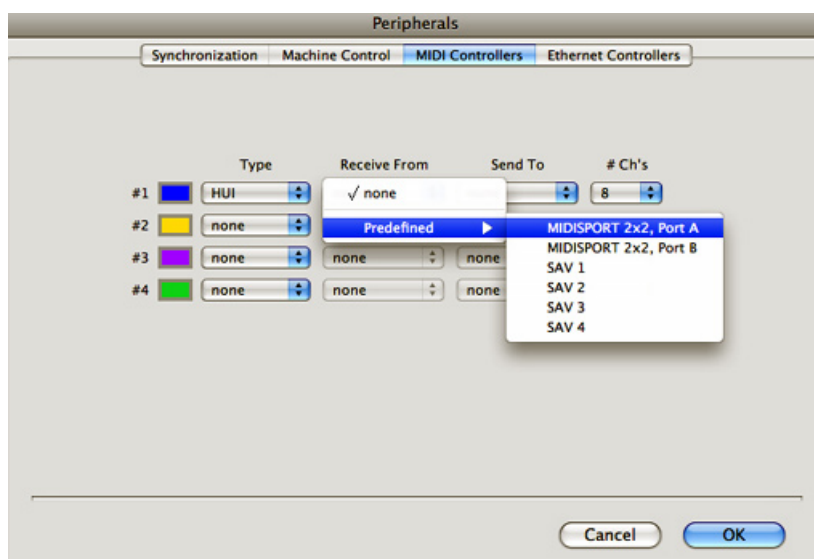 Peripherals
Synchronization Machine Control MIDI Controllers Ethernet Controllers
Type Receive From Send To # Ch's
#1 HUI √ none 8
#2 none Predefined MIDISPORT 2x2, Port A
MIDISPORT 2x2, Port B
#3 none none none
SAV 1
#4 none none none SAV 2
SAV 3
SAV 4
Cancel OK